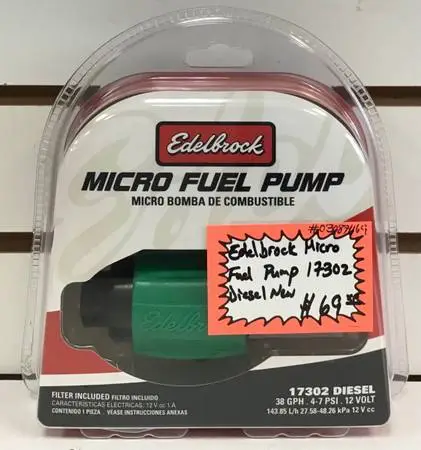 Edelbrock
MICRO FUEL PUMP
MICRO BOMBA DE COMBUSTIBLE
Edelbrock Micro
Fuel Pump 17302
Diesel New
Edelbrock
17302 DIESEL
38 GPH . 4-7 PSI . 12 VOLT
143.85 L/h 27.58-48.26 kPa 12 V cc
FILTER INCLUDED FILTRO INCLUIDO
CARACTERISTICAS ELECTRICAS: 12 V cc 1 A
CONTENIDO 1 PIEZA VÉASE INSTRUCCIONES ANEXAS